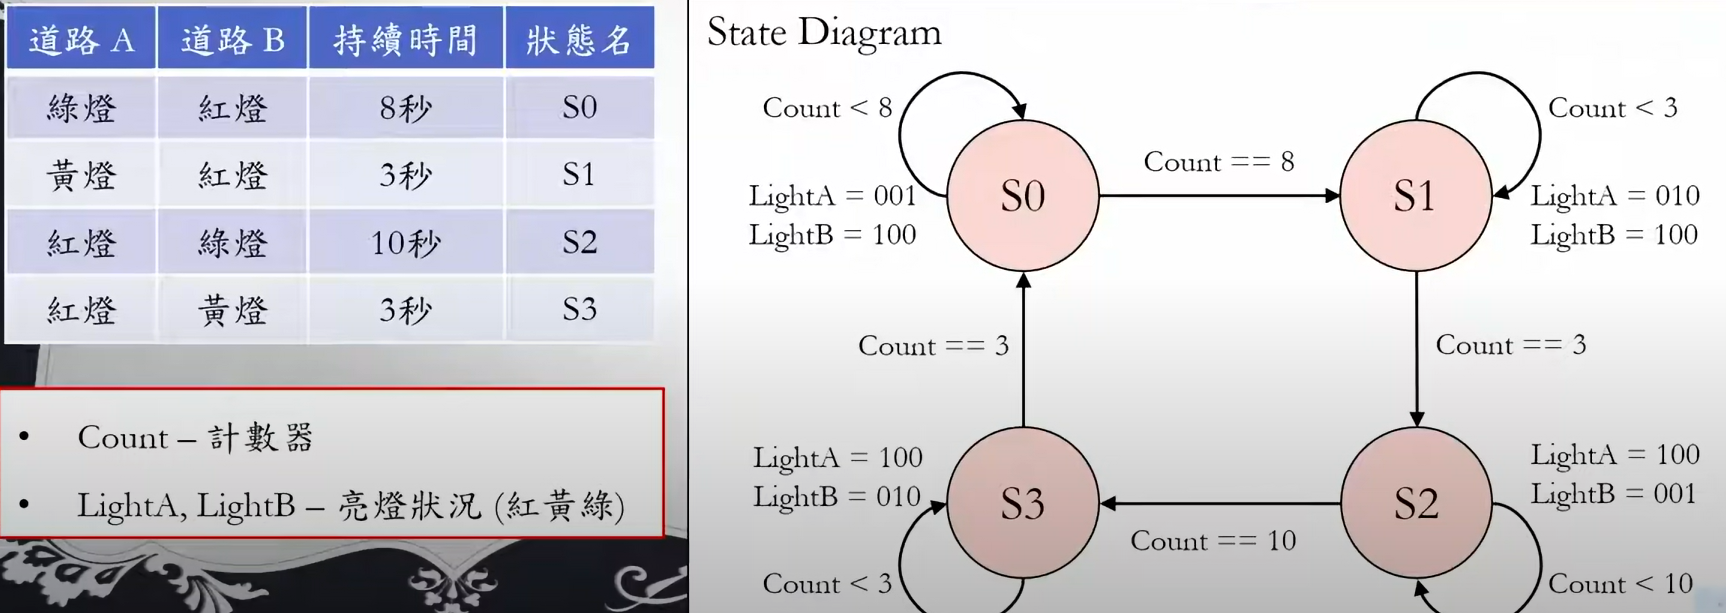 道路 A 道路 B 持續時間 狀態名
綠燈 紅燈 8秒 S0
黃燈 紅燈 3秒 S1
紅燈 綠燈 10秒 S2
紅燈 黃燈 3秒 S3
• Count – 計數器
• LightA, LightB – 亮燈狀況 (紅黃綠)
State Diagram
Count < 8
LightA = 001
LightB = 100
S0
Count == 8
S1
Count < 3
LightA = 010
LightB = 100
Count == 3
Count == 3
LightA = 100
LightB = 010
S3
Count < 3
Count == 10
S2
LightA = 100
LightB = 001
Count < 10